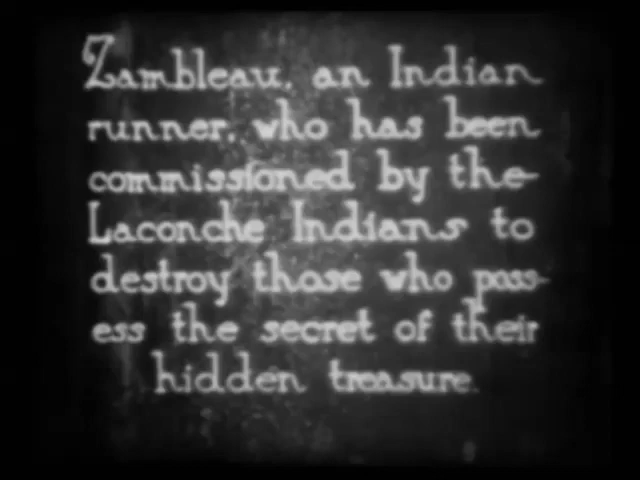 Zambleau, an Indian
runner, who has been
commissioned by the
Laconche Indians to
destroy those who poss-
ess the secret of their
hidden treasure.